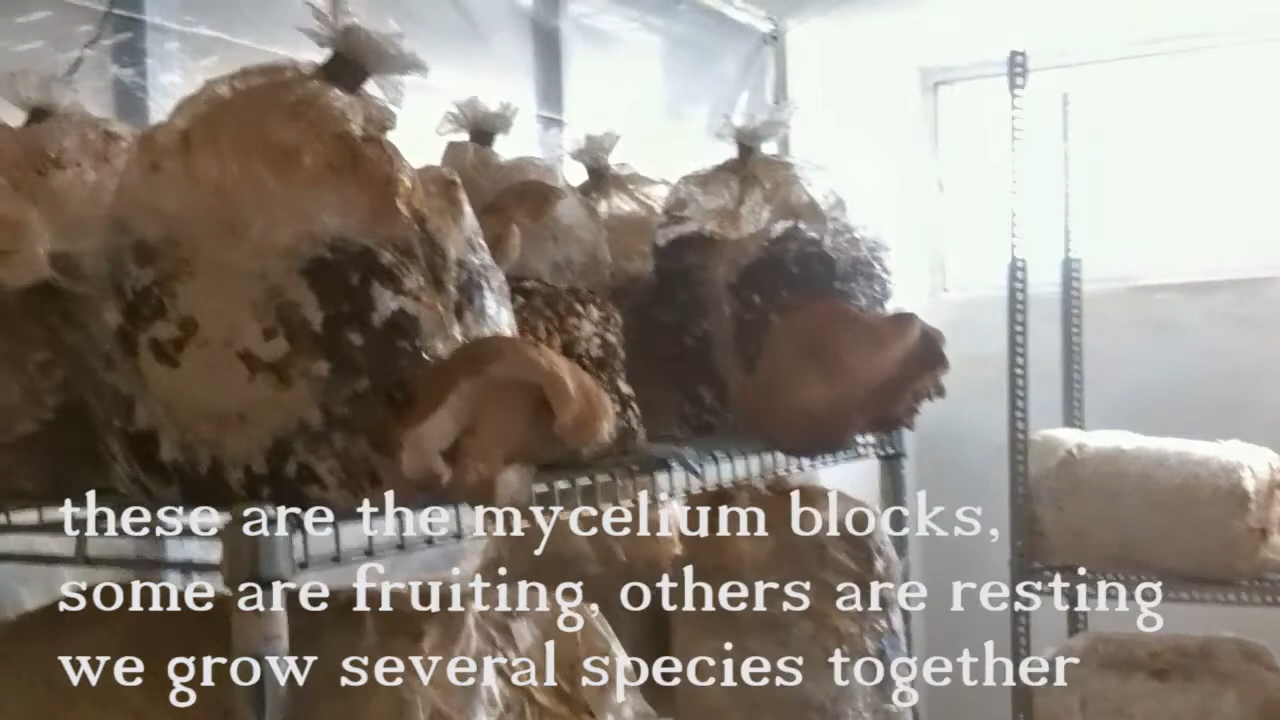 these are the mycelium blocks,
some are fruiting, others are resting
we grow several species together